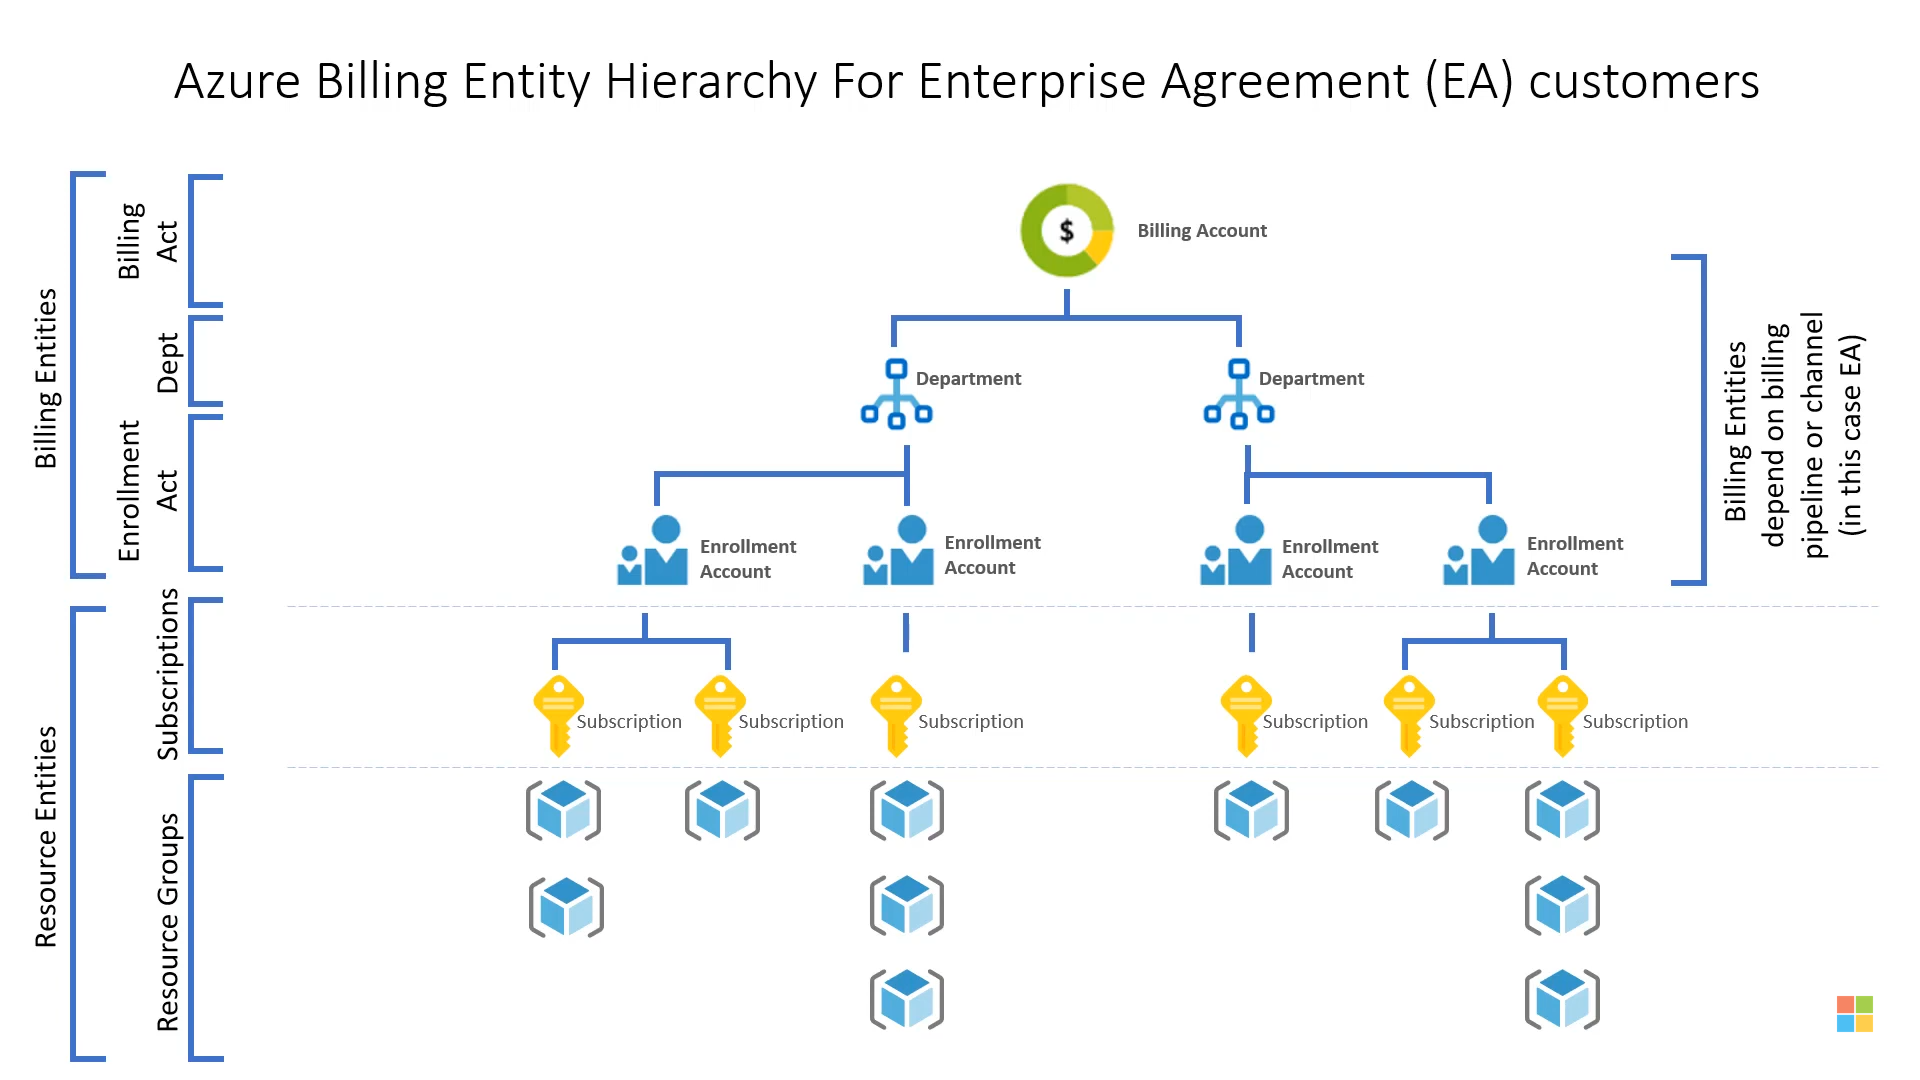 Azure Billing Entity Hierarchy For Enterprise Agreement (EA) customers
Billing Entities
Billing
Act
Dept
Enrollment
Act
Resource Entities
Subscriptions
Resource Groups
$
Billing Account
Department
Department
Enrollment
Account
Enrollment
Account
Enrollment
Account
Enrollment
Account
Subscription
Subscription
Subscription
Subscription
Subscription
Subscription
Billing Entities
depend on billing
pipeline or channel
(in this case EA)